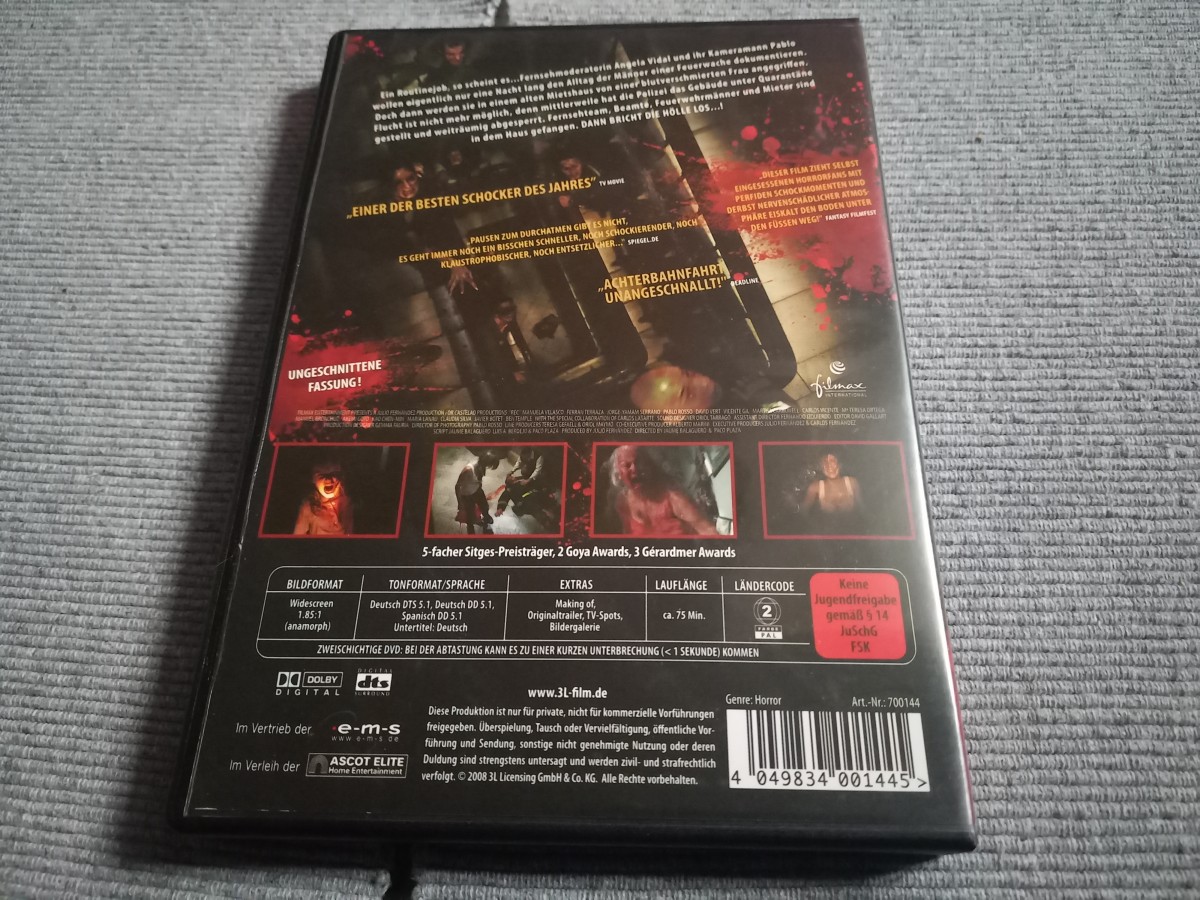 Ein Routinejob, so scheint es...Fernsehmoderatorin Angela Vidal und ihr Kameramann Pablo
wollen eigentlich nur eine Nacht lang den Alltag der Männer einer Feuerwache dokumentieren.
Doch dann werden sie in einem alten Mietshaus von einer blutverschmierten Frau angegriffen.
Flucht ist nicht mehr möglich, denn mittlerweile hat die Polizei das Gebäude unter Quarantäne
gestellt und weiträumig abgesperrt. Fernsehteam, Beamte, Feuerwehrmänner und Mieter sind
in dem Haus gefangen. DANN BRICHT DIE HÖLLE LOS...!
„EINER DER BESTEN SCHOCKER DES JAHRES" TV MOVIE
„DIESER FILM ZIEHT SELBST
EINGESESSENEN HORRORFANS MIT
PERFIDEN SCHOCKMOMENTEN UND
DERBST NERVENSCHÄDLICHER ATMOS-
PHÄRE EISKALT DEN BODEN UNTER
DEN FÜSSEN WEG!" FANTASY FILMFEST
„PAUSEN ZUM DURCHATMEN GIBT ES NICHT,
ES GEHT IMMER NOCH EIN BISSCHEN SCHNELLER, NOCH SCHOCKIERENDER, NOCH
KLAUSTROPHOBISCHER, NOCH ENTSETZLICHER..." SPIEGEL.DE
„ACHTERBAHNFAHRT,
UNANGESCHNALLT!" DEADLINE
UNGESCHNITTENE
FASSUNG!
filmax
INTERNATIONAL
5-facher Sitges-Preisträger, 2 Goya Awards, 3 Gérardmer Awards
BILDFORMAT TONFORMAT/SPRACHE EXTRAS LAUFLÄNGE LÄNDERCODE
Widescreen
1.85:1
(anamorph)
Deutsch DTS 5.1, Deutsch DD 5.1,
Spanisch DD 5.1
Untertitel: Deutsch
Making of,
Originaltrailer, TV-Spots,
Bildergalerie
ca. 75 Min.
2
PAL
Keine
Jugendfreigabe
gemäß § 14
JuSchG
FSK
ZWEISCHICHTIGE DVD: BEI DER ABTASTUNG KANN ES ZU EINER KURZEN UNTERBRECHUNG (< 1 SEKUNDE) KOMMEN
DOLBY
DIGITAL
DIGITAL
dts
SURROUND
www.3L-film.de
Genre: Horror Art.-Nr.: 700144
Im Vertrieb der e-m-s
www.e-m-s.de
Im Verleih der ASCOT ELITE
Home Entertainment
Diese Produktion ist nur für private, nicht für kommerzielle Vorführungen
freigegeben. Überspielung, Tausch oder Vervielfältigung, öffentliche Vor-
führung und Sendung, sonstige nicht genehmigte Nutzung oder deren
Duldung sind strengstens untersagt und werden zivil- und strafrechtlich
verfolgt. © 2008 3L Licensing GmbH & Co. KG. Alle Rechte vorbehalten.
4 049834 001445 >